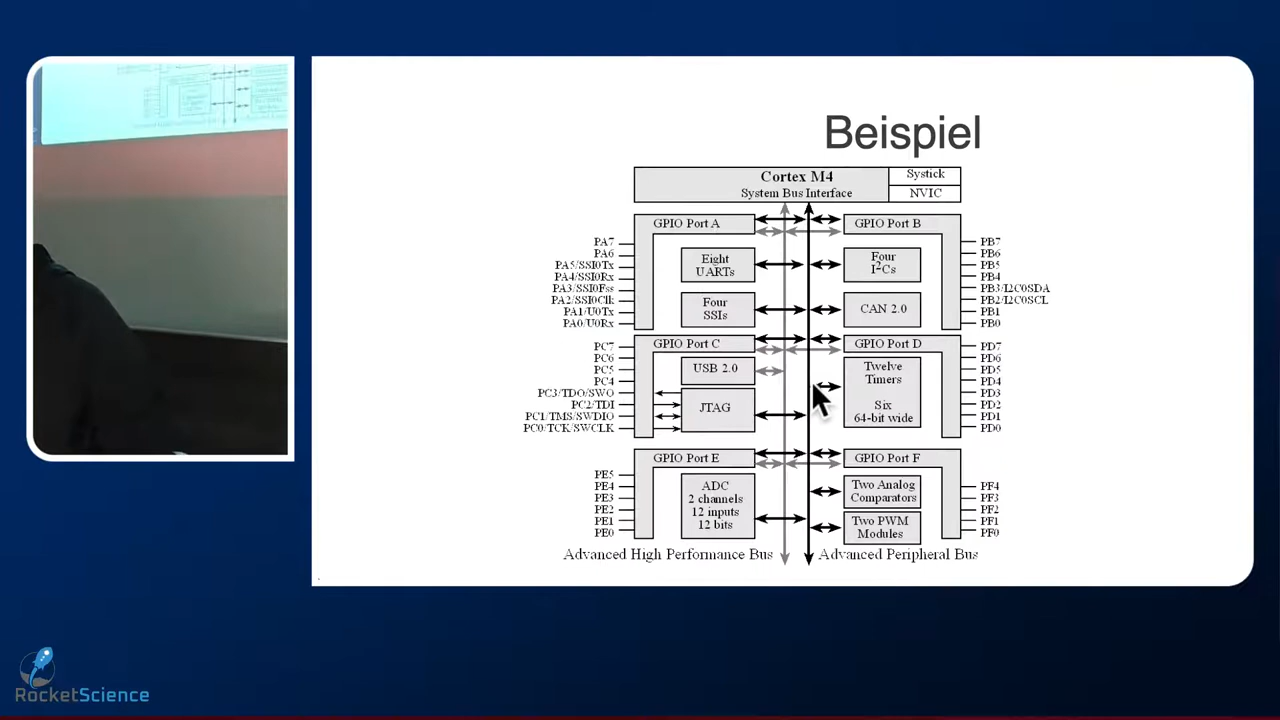 Beispiel
Cortex M4
System Bus Interface
Systick
NVIC
GPIO Port A
GPIO Port B
PA7
PA6
PA5/SSI0Tx
PA4/SSI0Rx
PA3/SSI0Fss
PA2/SSI0Clk
PA1/U0Tx
PA0/U0Rx
Eight
UARTs
Four
SSIs
Four
I2Cs
CAN 2.0
PB7
PB6
PB5
PB4
PB3/I2C0SDA
PB2/I2C0SCL
PB1
PB0
GPIO Port C
GPIO Port D
PC7
PC6
PC5
PC4
PC3/TDO/SWO
PC2/TDI
PC1/TMS/SWDIO
PC0/TCK/SWCLK
USB 2.0
JTAG
Twelve
Timers
Six
64-bit wide
PD7
PD6
PD5
PD4
PD3
PD2
PD1
PD0
GPIO Port E
GPIO Port F
PE5
PE4
PE3
PE2
PE1
PE0
ADC
2 channels
12 inputs
12 bits
Two Analog
Comparators
Two PWM
Modules
PF4
PF3
PF2
PF1
PF0
Advanced High Performance Bus
Advanced Peripheral Bus
RocketScience